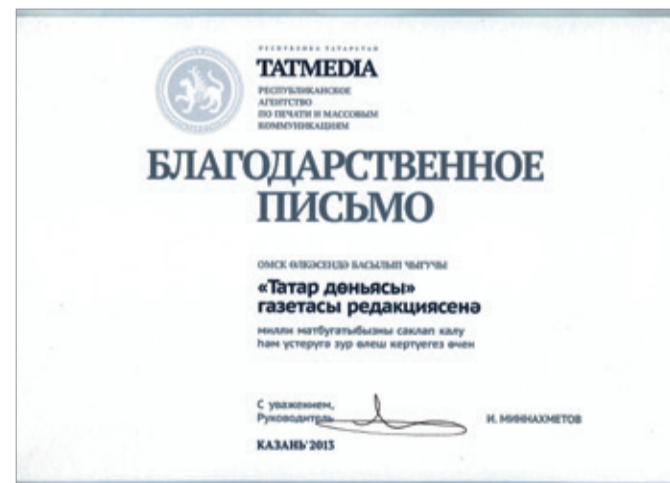 РЕСПУБЛИКА ТАТАРСТАН
TATMEDIA
РЕСПУБЛИКАНСКОЕ
АГЕНТСТВО
ПО ПЕЧАТИ И МАССОВЫМ
КОММУНИКАЦИЯМ
БЛАГОДАРСТВЕННОЕ
ПИСЬМО
ОМСК ӨЛКӘСЕНДӘ БАСЫЛЫП ЧЫГУЧЫ
«Татар дөньясы»
газетасы редакциясенә
милли матбугатыбызны саклап калу
һәм үстерүгә зур өлеш кертүегез өчен
С уважением,
Руководитель
И. МИННАХМЕТОВ
КАЗАНЬ'2013